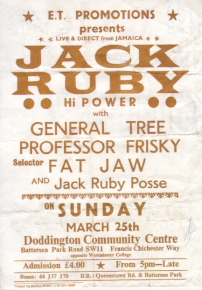 E.T. PROMOTIONS
presents
LIVE & DIRECT from JAMAICA
JACK
RUBY
Hi POWER
with
GENERAL TREE
PROFESSOR FRISKY
Selector FAT JAW
AND Jack Ruby Posse
ON
SUNDAY
MARCH 25th
Doddington Community Centre
Battersea Park Road SW11 Francis Chichester Way
opposite Westminster College
Admission £4.00 ★ From 5pm—Late
Buses: 44 137 170 B.R.: Queenstown Rd. & Battersea Park